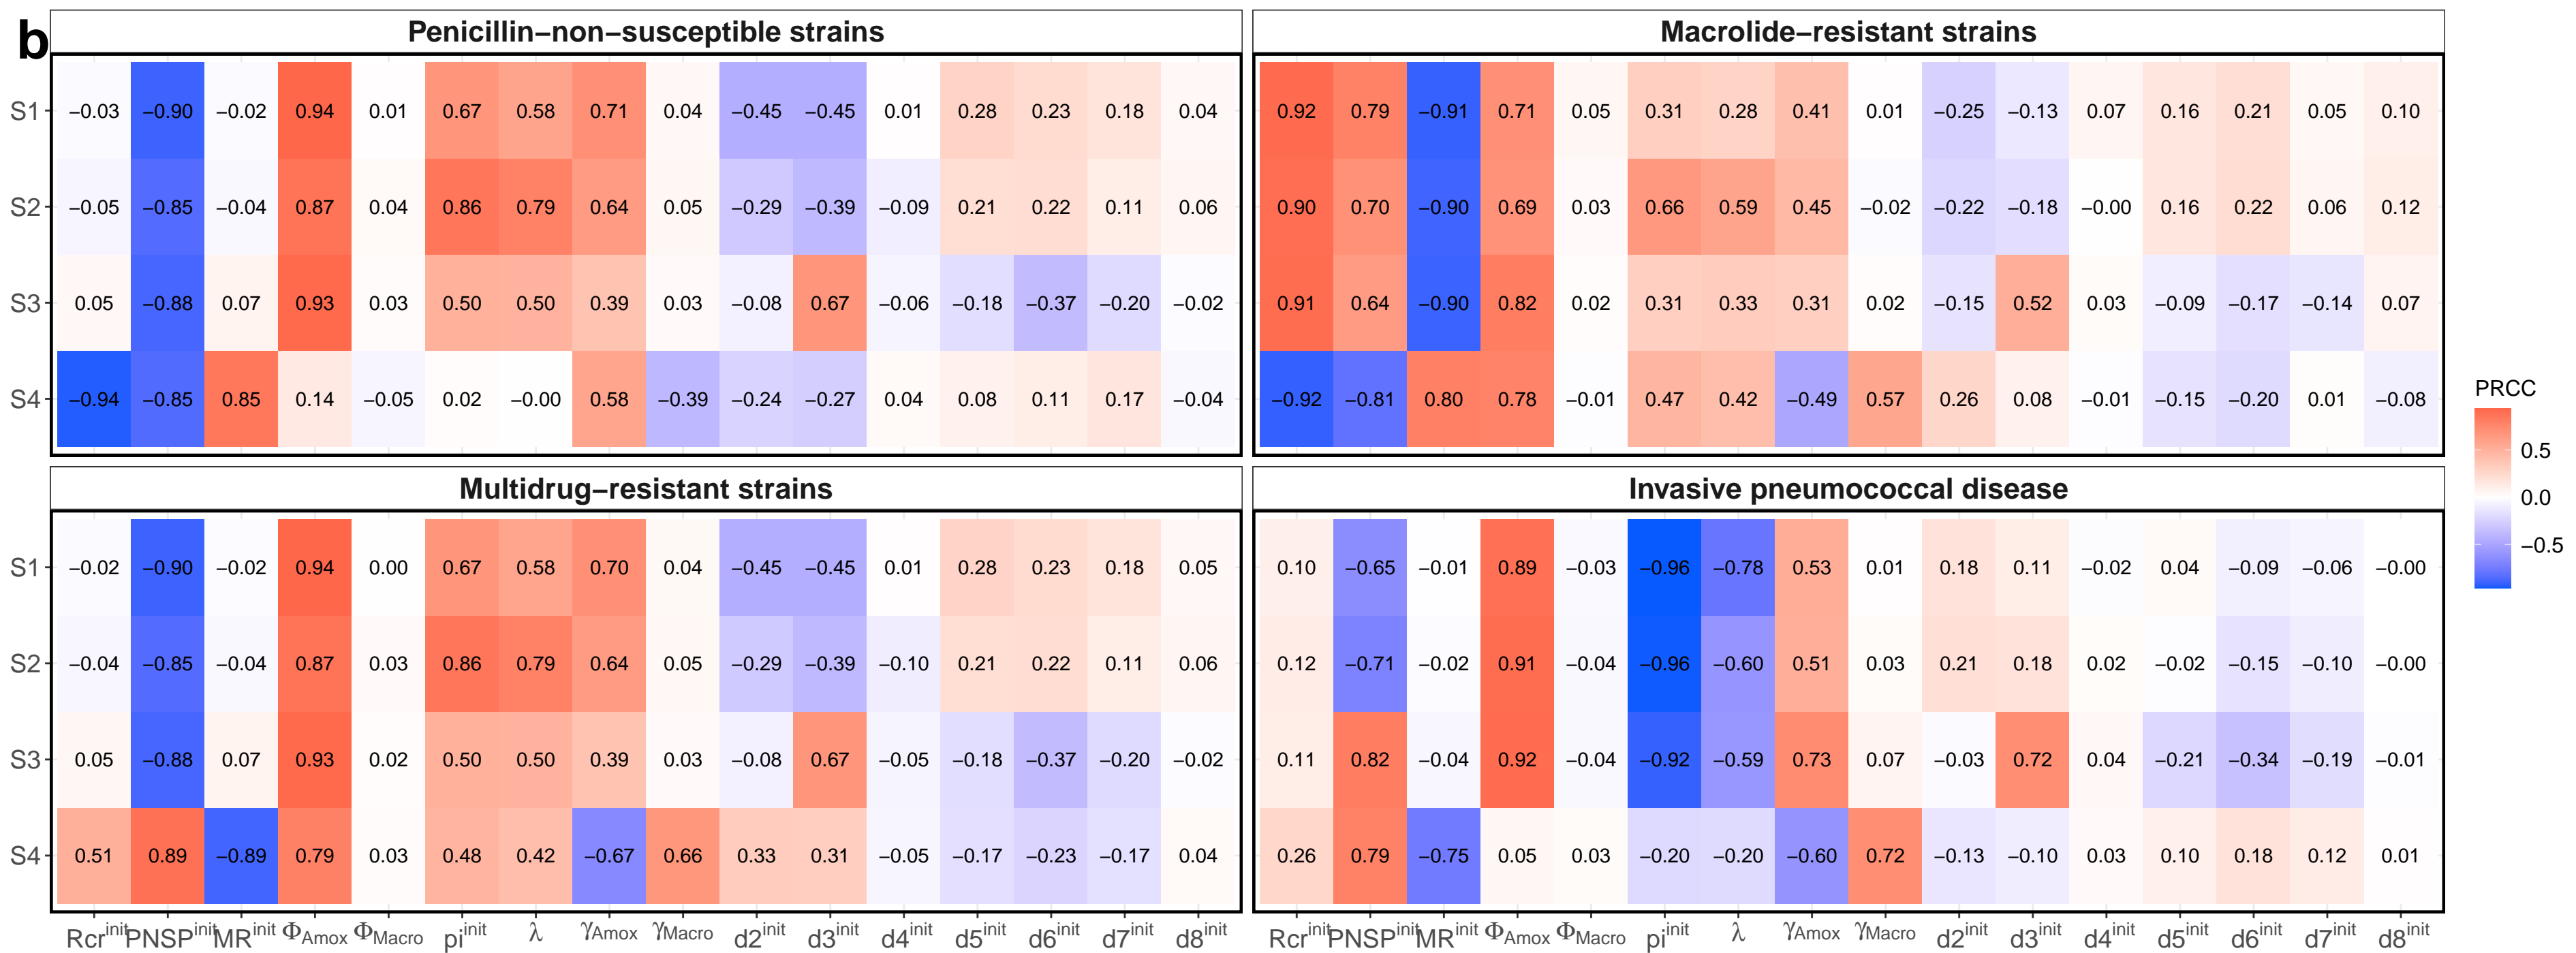 b
Penicillin−non−susceptible strains
S1 −0.03 −0.90 −0.02 0.94 0.01 0.67 0.58 0.71 0.04 −0.45 −0.45 0.01 0.28 0.23 0.18 0.04
S2 −0.05 −0.85 −0.04 0.87 0.04 0.86 0.79 0.64 0.05 −0.29 −0.39 −0.09 0.21 0.22 0.11 0.06
S3 0.05 −0.88 0.07 0.93 0.03 0.50 0.50 0.39 0.03 −0.08 0.67 −0.06 −0.18 −0.37 −0.20 −0.02
S4 −0.94 −0.85 0.85 0.14 −0.05 0.02 −0.00 0.58 −0.39 −0.24 −0.27 0.04 0.08 0.11 0.17 −0.04
Macrolide−resistant strains
0.92 0.79 −0.91 0.71 0.05 0.31 0.28 0.41 0.01 −0.25 −0.13 0.07 0.16 0.21 0.05 0.10
0.90 0.70 −0.90 0.69 0.03 0.66 0.59 0.45 −0.02 −0.22 −0.18 −0.00 0.16 0.22 0.06 0.12
0.91 0.64 −0.90 0.82 0.02 0.31 0.33 0.31 0.02 −0.15 0.52 0.03 −0.09 −0.17 −0.14 0.07
−0.92 −0.81 0.80 0.78 −0.01 0.47 0.42 −0.49 0.57 0.26 0.08 −0.01 −0.15 −0.20 0.01 −0.08
Multidrug−resistant strains
S1 −0.02 −0.90 −0.02 0.94 0.00 0.67 0.58 0.70 0.04 −0.45 −0.45 0.01 0.28 0.23 0.18 0.05
S2 −0.04 −0.85 −0.04 0.87 0.03 0.86 0.79 0.64 0.05 −0.29 −0.39 −0.10 0.21 0.22 0.11 0.06
S3 0.05 −0.88 0.07 0.93 0.02 0.50 0.50 0.39 0.03 −0.08 0.67 −0.05 −0.18 −0.37 −0.20 −0.02
S4 0.51 0.89 −0.89 0.79 0.03 0.48 0.42 −0.67 0.66 0.33 0.31 −0.05 −0.17 −0.23 −0.17 0.04
Rcr^init PNSP^init MR^init Φ_Amox Φ_Macro pi^init λ γ_Amox γ_Macro d2^init d3^init d4^init d5^init d6^init d7^init d8^init
Invasive pneumococcal disease
0.10 −0.65 −0.01 0.89 −0.03 −0.96 −0.78 0.53 0.01 0.18 0.11 −0.02 0.04 −0.09 −0.06 −0.00
0.12 −0.71 −0.02 0.91 −0.04 −0.96 −0.60 0.51 0.03 0.21 0.18 0.02 −0.02 −0.15 −0.10 −0.00
0.11 0.82 −0.04 0.92 −0.04 −0.92 −0.59 0.73 0.07 −0.03 0.72 0.04 −0.21 −0.34 −0.19 −0.01
0.26 0.79 −0.75 0.05 0.03 −0.20 −0.20 −0.60 0.72 −0.13 −0.10 0.03 0.10 0.18 0.12 0.01
Rcr^init PNSP^init MR^init Φ_Amox Φ_Macro pi^init λ γ_Amox γ_Macro d2^init d3^init d4^init d5^init d6^init d7^init d8^init
PRCC
0.5
0.0
−0.5